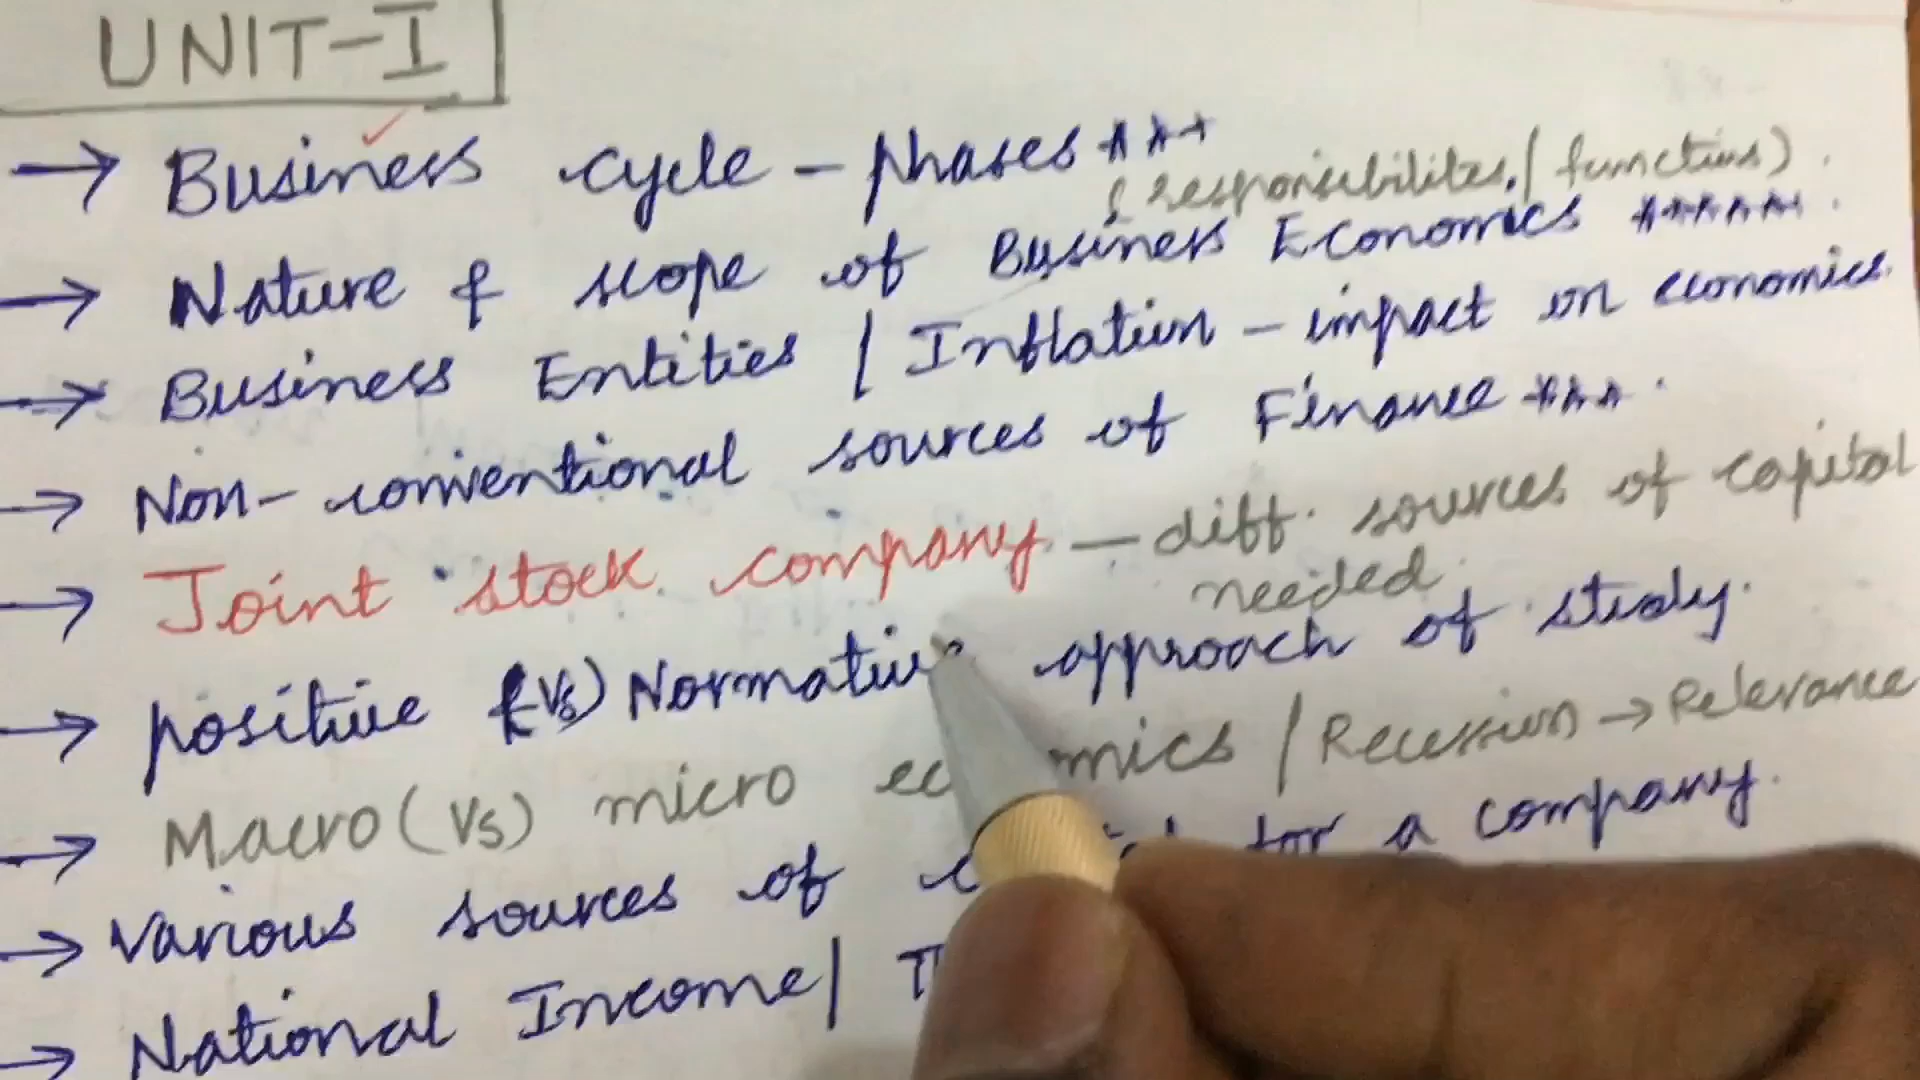 UNIT-I
→ Business cycle - phases ***
(responsibilites/functions).
→ Nature & scope of Business Economics ******.
→ Business Entities / Inflation - impact on economics.
→ Non-conventional sources of Finance ***.
→ Joint stock company - diff. sources of capital
needed.
→ positive (vs) Normative approach of study.
→ Macro (vs) micro economics / Recession → Relevance
→ Various sources of for a company.
→ National Income /